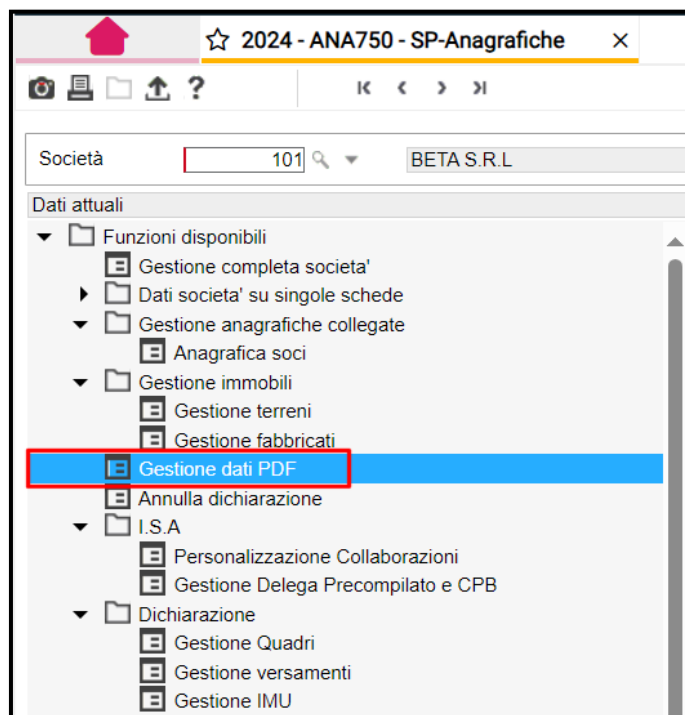 2024 - ANA750 - SP-Anagrafiche
?
Società 101 BETA S.R.L
Dati attuali
Funzioni disponibili
Gestione completa societa'
Dati societa' su singole schede
Gestione anagrafiche collegate
Anagrafica soci
Gestione immobili
Gestione terreni
Gestione fabbricati
Gestione dati PDF
Annulla dichiarazione
I.S.A
Personalizzazione Collaborazioni
Gestione Delega Precompilato e CPB
Dichiarazione
Gestione Quadri
Gestione versamenti
Gestione IMU